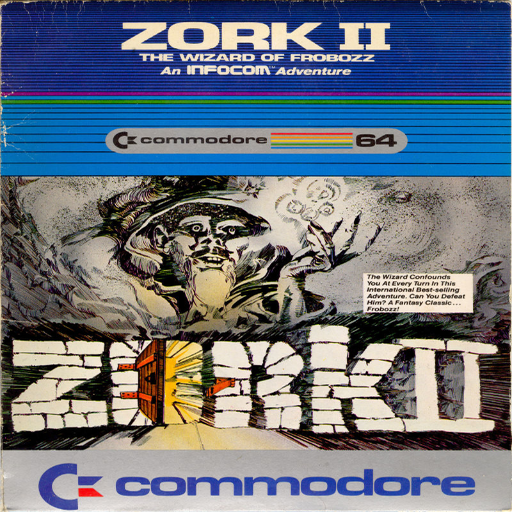 ZORK II
THE WIZARD OF FROBOZZ
An INFOCOM™ Adventure
commodore 64
The Wizard Confounds
You At Every Turn In This
International Best-selling
Adventure. Can You Defeat
Him? A Fantasy Classic...
Frobozz!
ZORK II
commodore